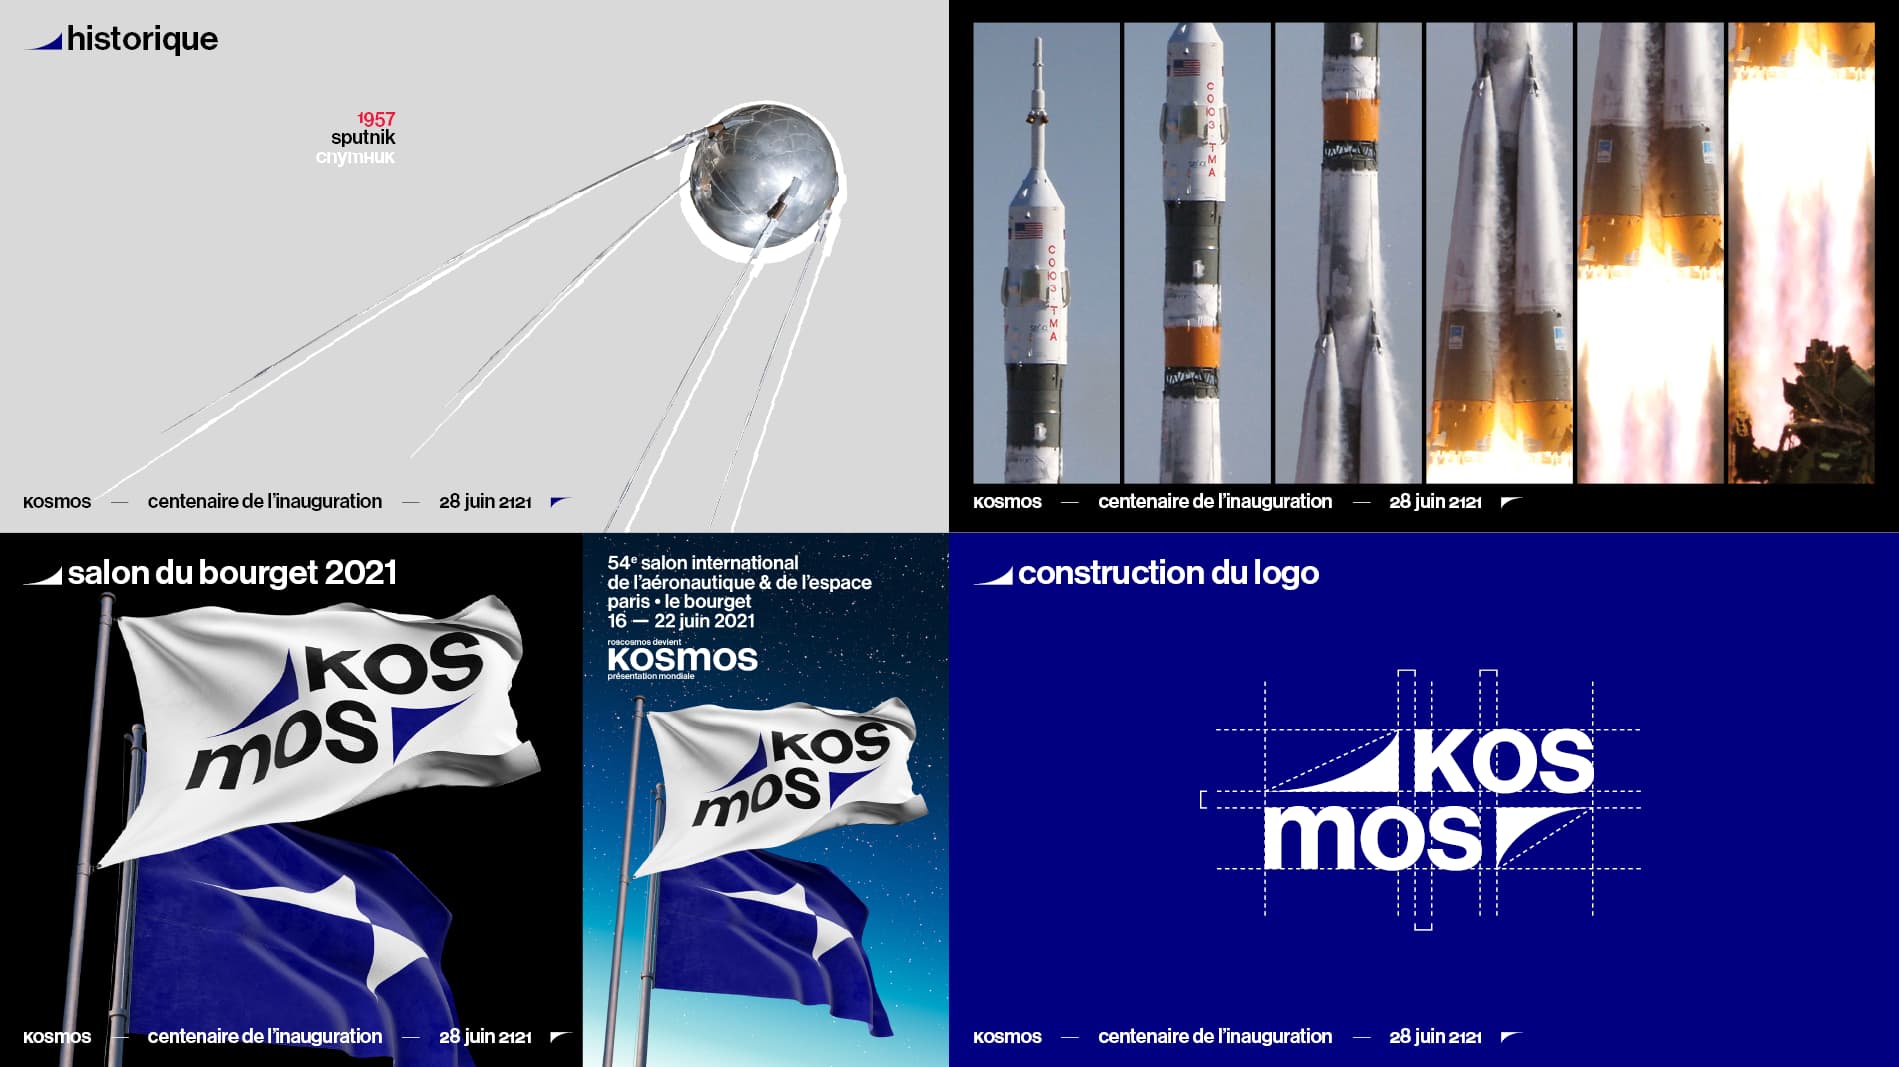 historique
1957
sputnik
спутник
kosmos — centenaire de l'inauguration — 28 juin 2121
СОЮЗ ТМА
СОЮЗ ТМА
kosmos — centenaire de l'inauguration — 28 juin 2121
salon du bourget 2021
kos
mos
kosmos — centenaire de l'inauguration — 28 juin 2121
54e salon international
de l'aéronautique & de l'espace
paris • le bourget
16 — 22 juin 2021
roscosmos devient
kosmos
présentation mondiale
kos
mos
construction du logo
kos
mos
kosmos — centenaire de l'inauguration — 28 juin 2121